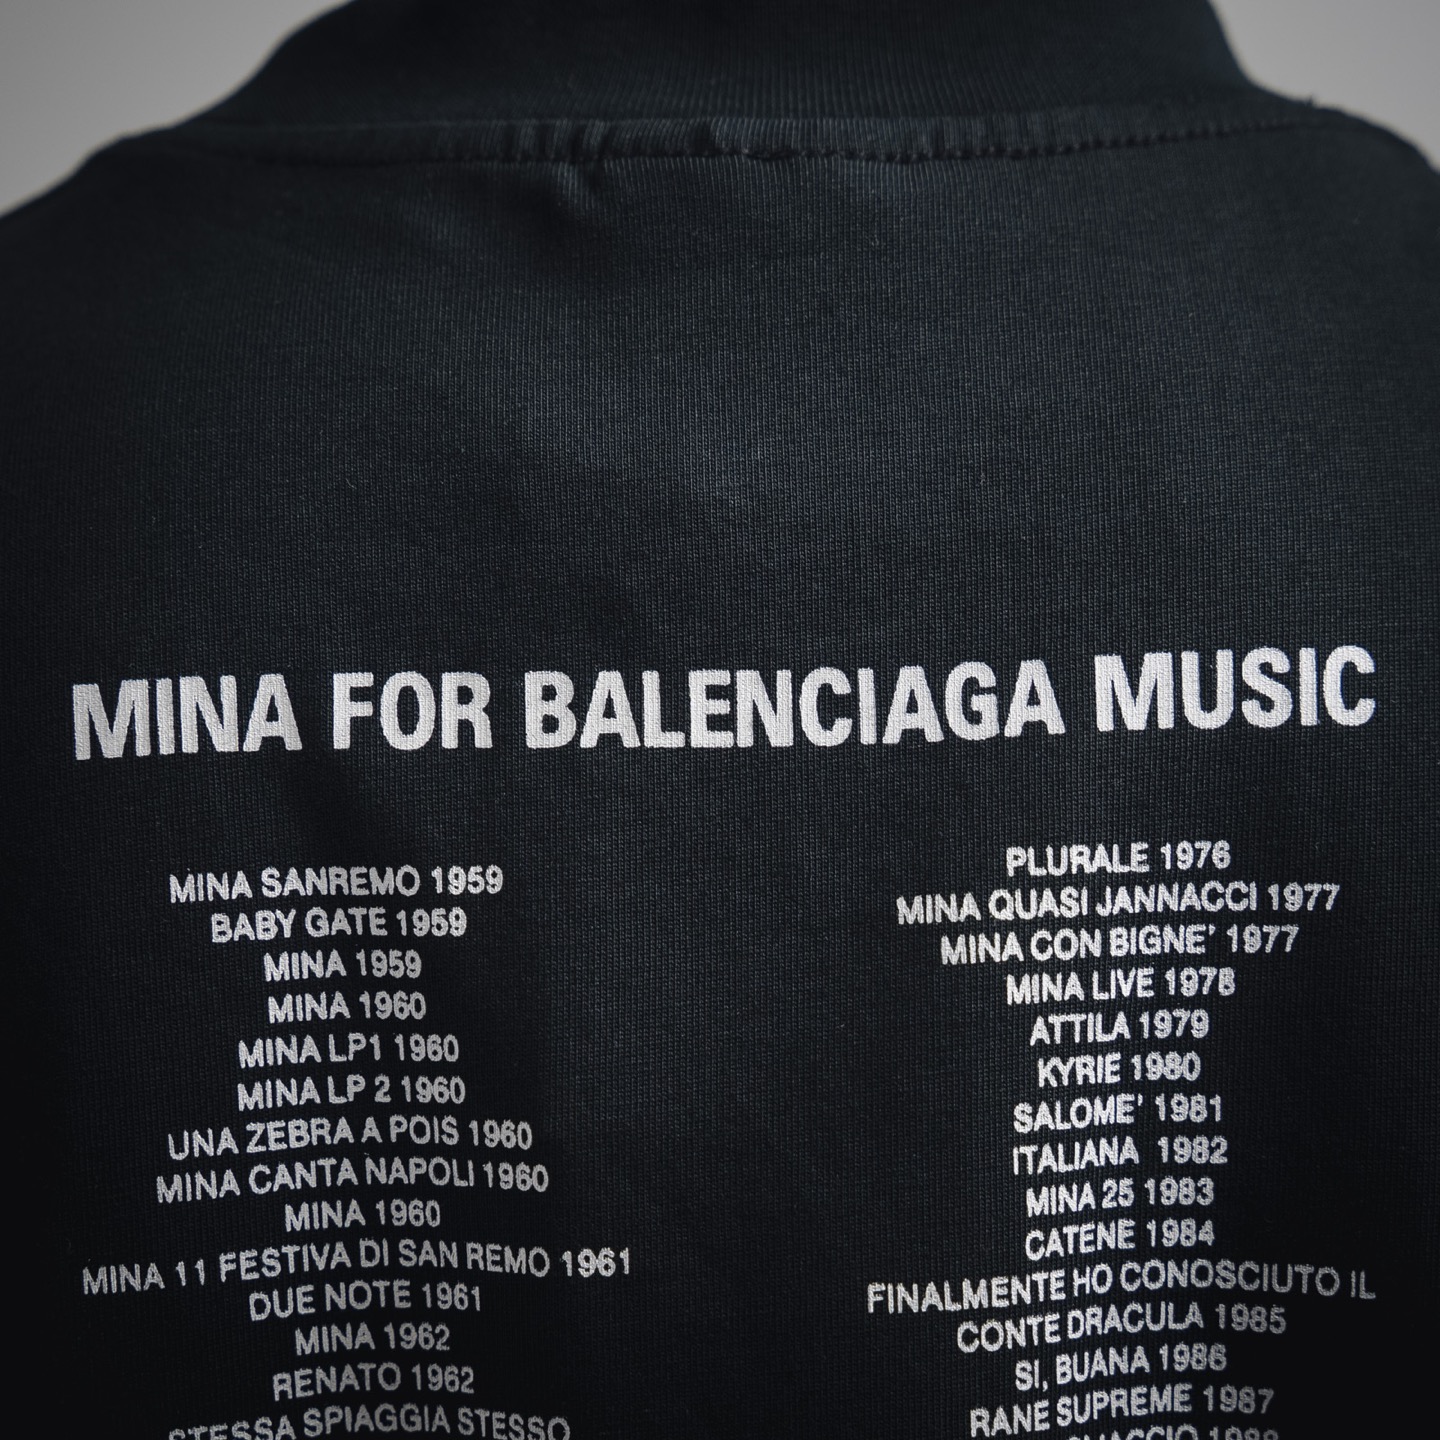 MINA FOR BALENCIAGA MUSIC
MINA SANREMO 1959
BABY GATE 1959
MINA 1959
MINA 1960
MINA LP1 1960
MINA LP 2 1960
UNA ZEBRA A POIS 1960
MINA CANTA NAPOLI 1960
MINA 1960
MINA 11 FESTIVA DI SAN REMO 1961
DUE NOTE 1961
MINA 1962
RENATO 1962
STESSA SPIAGGIA STESSO
PLURALE 1976
MINA QUASI JANNACCI 1977
MINA CON BIGNE' 1977
MINA LIVE 1978
ATTILA 1979
KYRIE 1980
SALOME' 1981
ITALIANA 1982
MINA 25 1983
CATENE 1984
FINALMENTE HO CONOSCIUTO IL
CONTE DRACULA 1985
SI, BUANA 1986
RANE SUPREME 1987